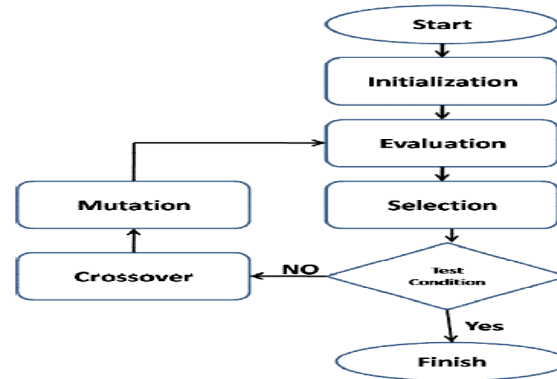 Start
Initialization
Evaluation
Selection
Mutation
Crossover
NO
Test
Condition
Yes
Finish